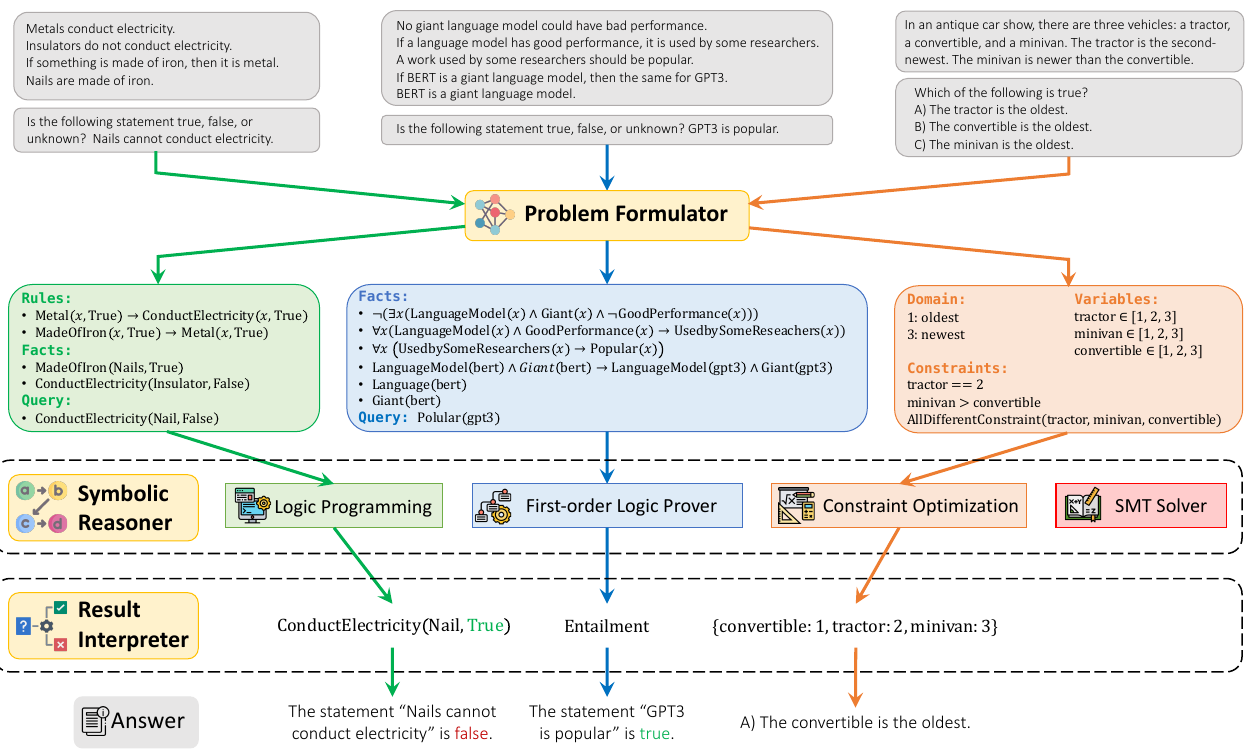 Metals conduct electricity.
Insulators do not conduct electricity.
If something is made of iron, then it is metal.
Nails are made of iron.
Is the following statement true, false, or
unknown? Nails cannot conduct electricity.
No giant language model could have bad performance.
If a language model has good performance, it is used by some researchers.
A work used by some researchers should be popular.
If BERT is a giant language model, then the same for GPT3.
BERT is a giant language model.
Is the following statement true, false, or unknown? GPT3 is popular.
In an antique car show, there are three vehicles: a tractor,
a convertible, and a minivan. The tractor is the second-
newest. The minivan is newer than the convertible.
Which of the following is true?
A) The tractor is the oldest.
B) The convertible is the oldest.
C) The minivan is the oldest.
Problem Formulator
Rules:
• Metal(x, True) → ConductElectricity(x, True)
• MadeOfIron(x, True) → Metal(x, True)
Facts:
• MadeOfIron(Nails, True)
• ConductElectricity(Insulator, False)
Query:
• ConductElectricity(Nail, False)
Facts:
• ¬(∃x(LanguageModel(x) ∧ Giant(x) ∧ ¬GoodPerformance(x)))
• ∀x(LanguageModel(x) ∧ GoodPerformance(x) → UsedbySomeReseachers(x))
• ∀x (UsedbySomeResearchers(x) → Popular(x))
• LanguageModel(bert) ∧ Giant(bert) → LanguageModel(gpt3) ∧ Giant(gpt3)
• Language(bert)
• Giant(bert)
Query: Polular(gpt3)
Domain:
1: oldest
3: newest
Variables:
tractor ∈ [1, 2, 3]
minivan ∈ [1, 2, 3]
convertible ∈ [1, 2, 3]
Constraints:
tractor == 2
minivan > convertible
AllDifferentConstraint(tractor, minivan, convertible)
a b
c d
Symbolic
Reasoner
Logic Programming
First-order Logic Prover
√x
Constraint Optimization
X+Y
SMT Solver
?
Result
Interpreter
ConductElectricity(Nail, True)
Entailment
{convertible: 1, tractor: 2, minivan: 3}
i
Answer
The statement “Nails cannot
conduct electricity” is false.
The statement “GPT3
is popular” is true.
A) The convertible is the oldest.